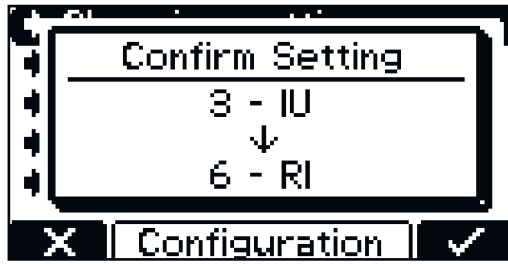 Confirm Setting
3 - IU
↓
6 - RI
Configuration